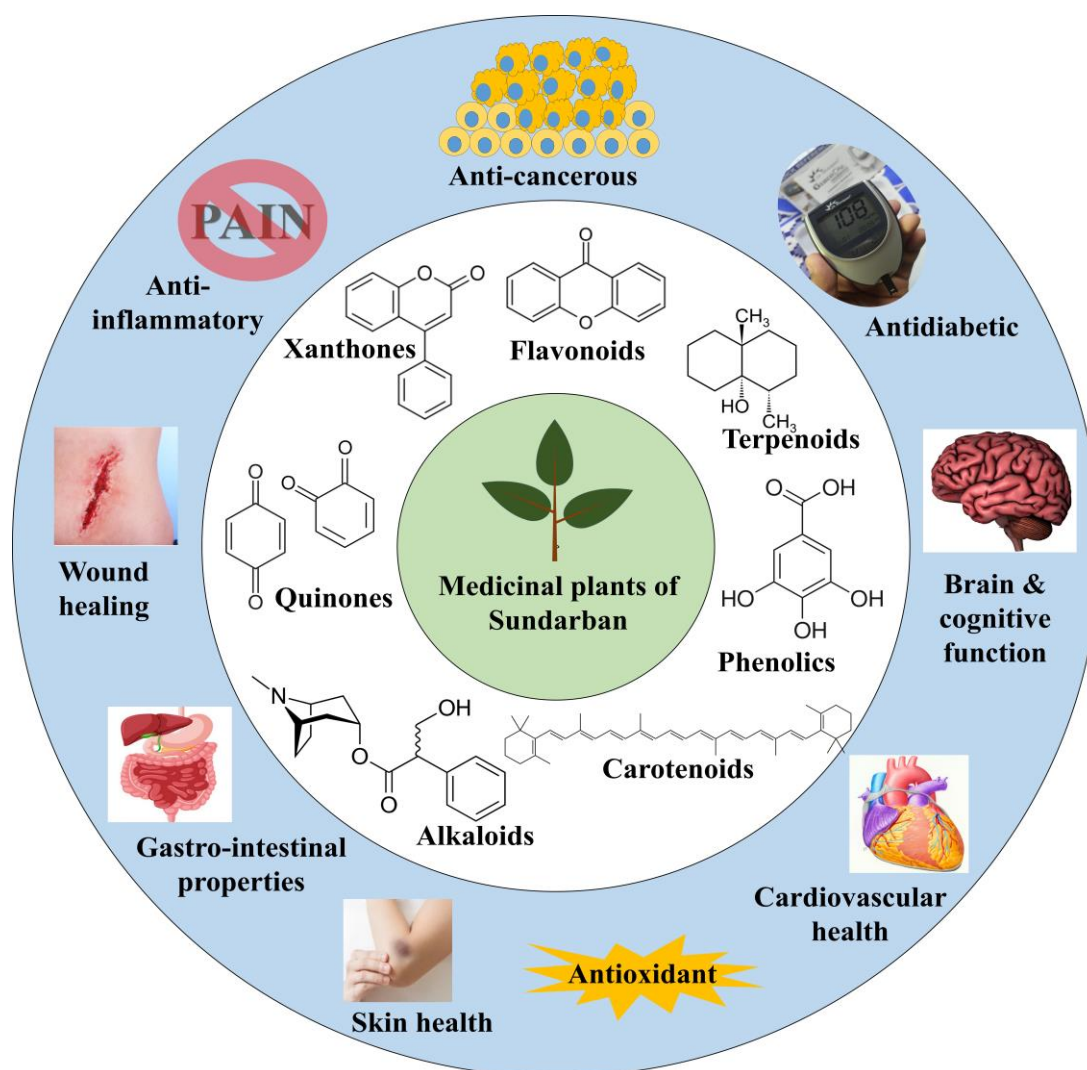 Anti-cancerous
PAIN
Anti-
inflammatory
108
Antidiabetic
O
O
Xanthones
O
O
Flavonoids
CH₃
HO
CH₃
Terpenoids
O
O
O
O
Quinones
Medicinal plants of
Sundarban
O
OH
HO
OH
OH
Phenolics
Wound
healing
Brain &
cognitive
function
N
OH
O
O
Alkaloids
Carotenoids
Gastro-intestinal
properties
Cardiovascular
health
Skin health
Antioxidant